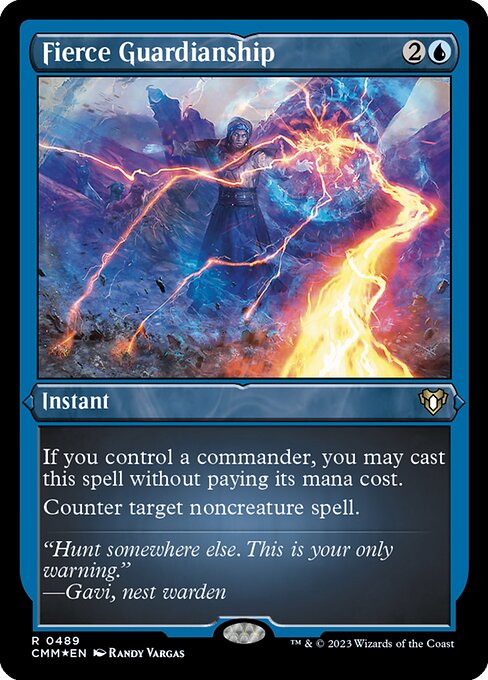 Fierce Guardianship 2
Instant
If you control a commander, you may cast
this spell without paying its mana cost.
Counter target noncreature spell.
“Hunt somewhere else. This is your only
warning.”
—Gavi, nest warden
R 0489
CMM★EN RANDY VARGAS
™ & © 2023 Wizards of the Coast